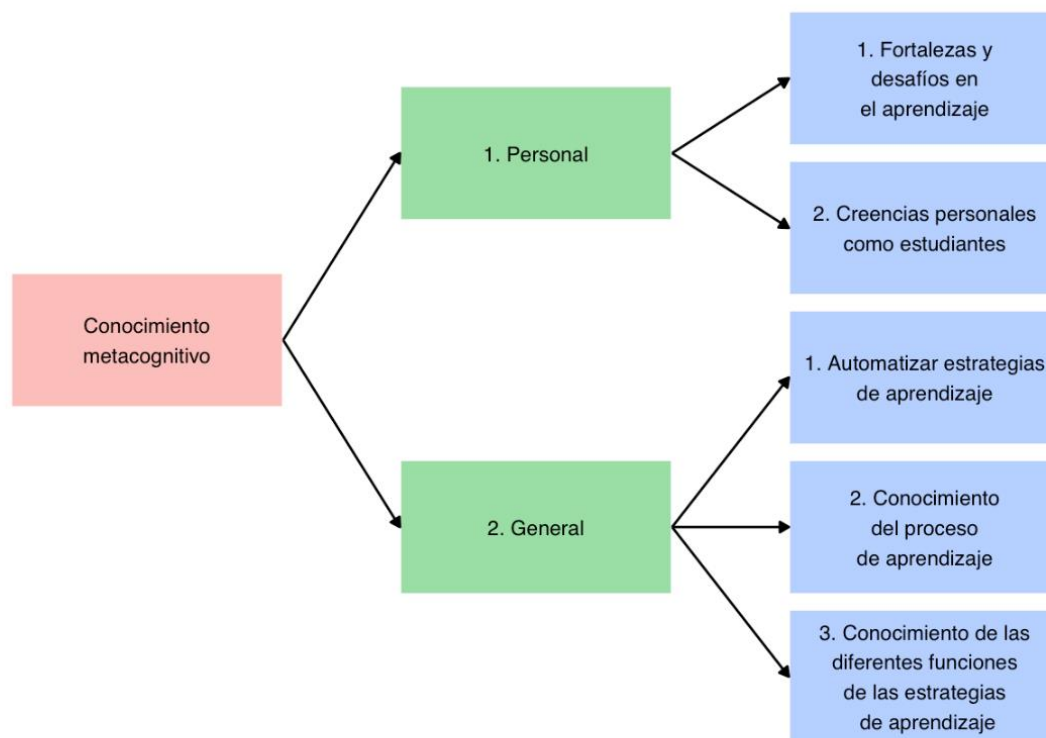 Conocimiento
metacognitivo
1. Personal
1. Fortalezas y
desafíos en
el aprendizaje
2. Creencias personales
como estudiantes
2. General
1. Automatizar estrategias
de aprendizaje
2. Conocimiento
del proceso
de aprendizaje
3. Conocimiento de las
diferentes funciones
de las estrategias
de aprendizaje